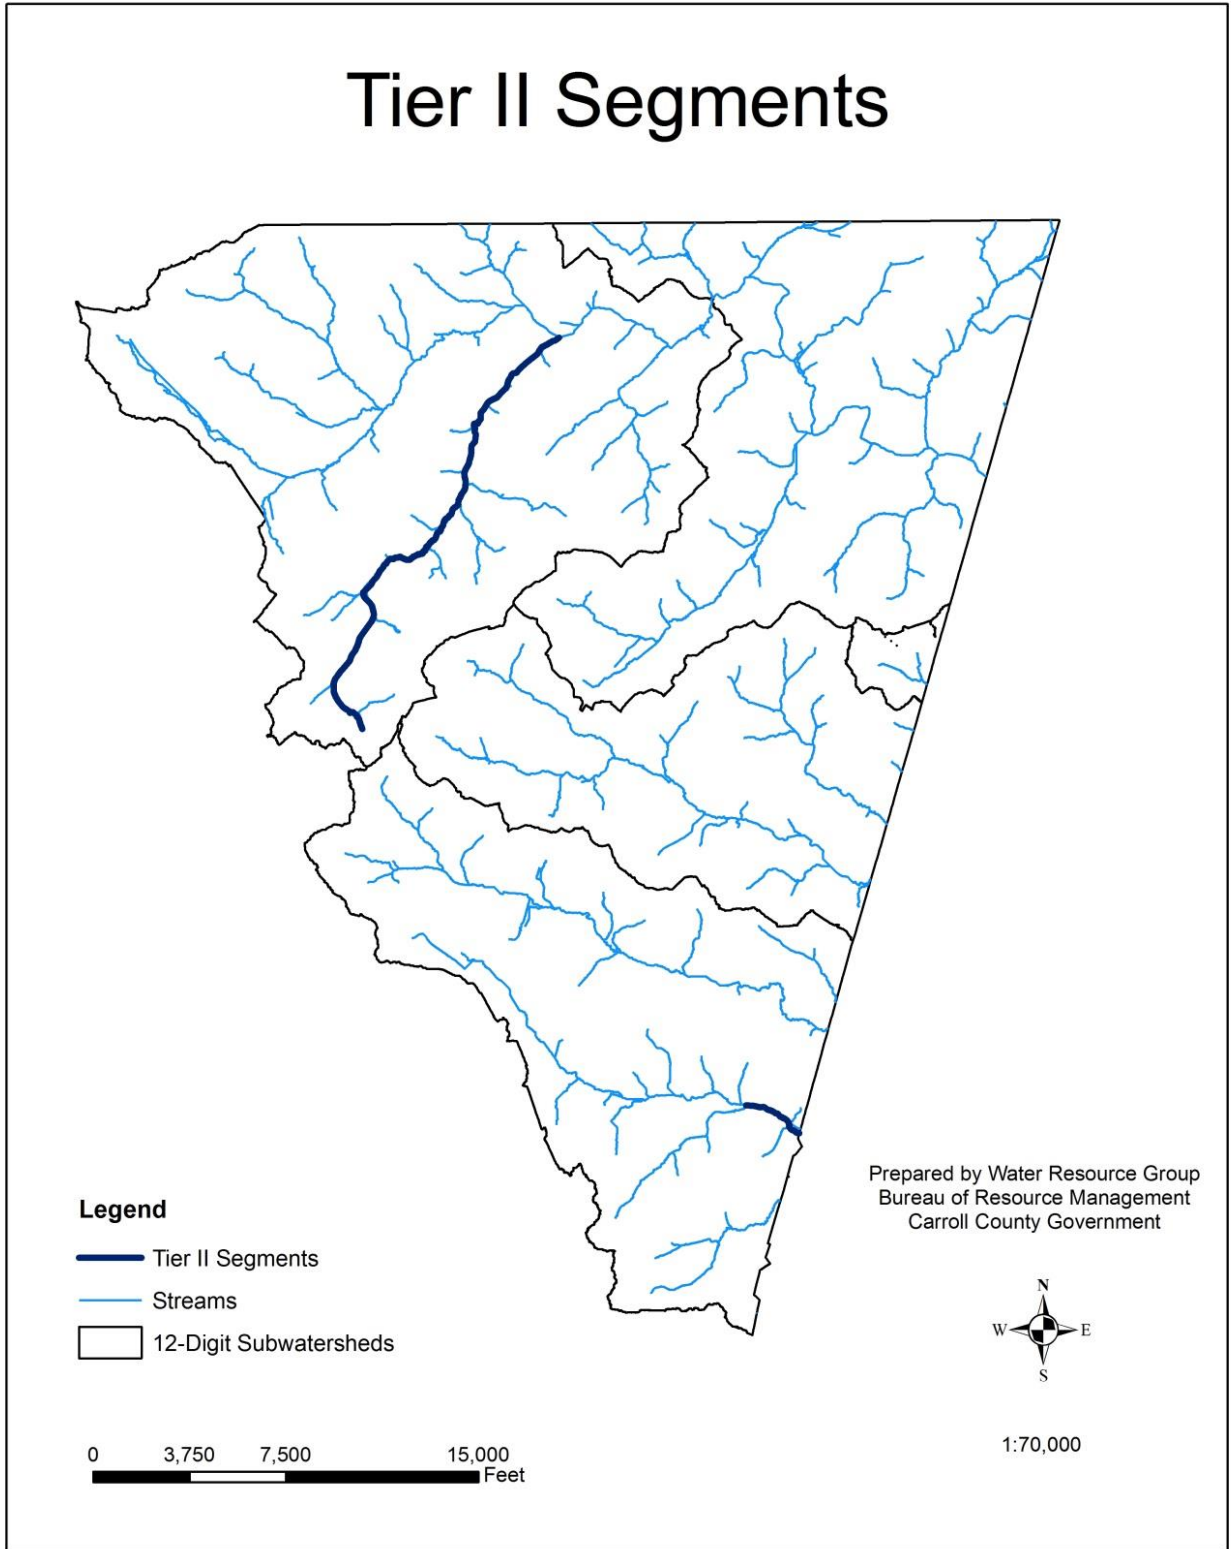 Tier II Segments
Prepared by Water Resource Group
Bureau of Resource Management
Carroll County Government
Legend
Tier II Segments
Streams
12-Digit Subwatersheds
N
W E
S
0 3,750 7,500 15,000
Feet
1:70,000